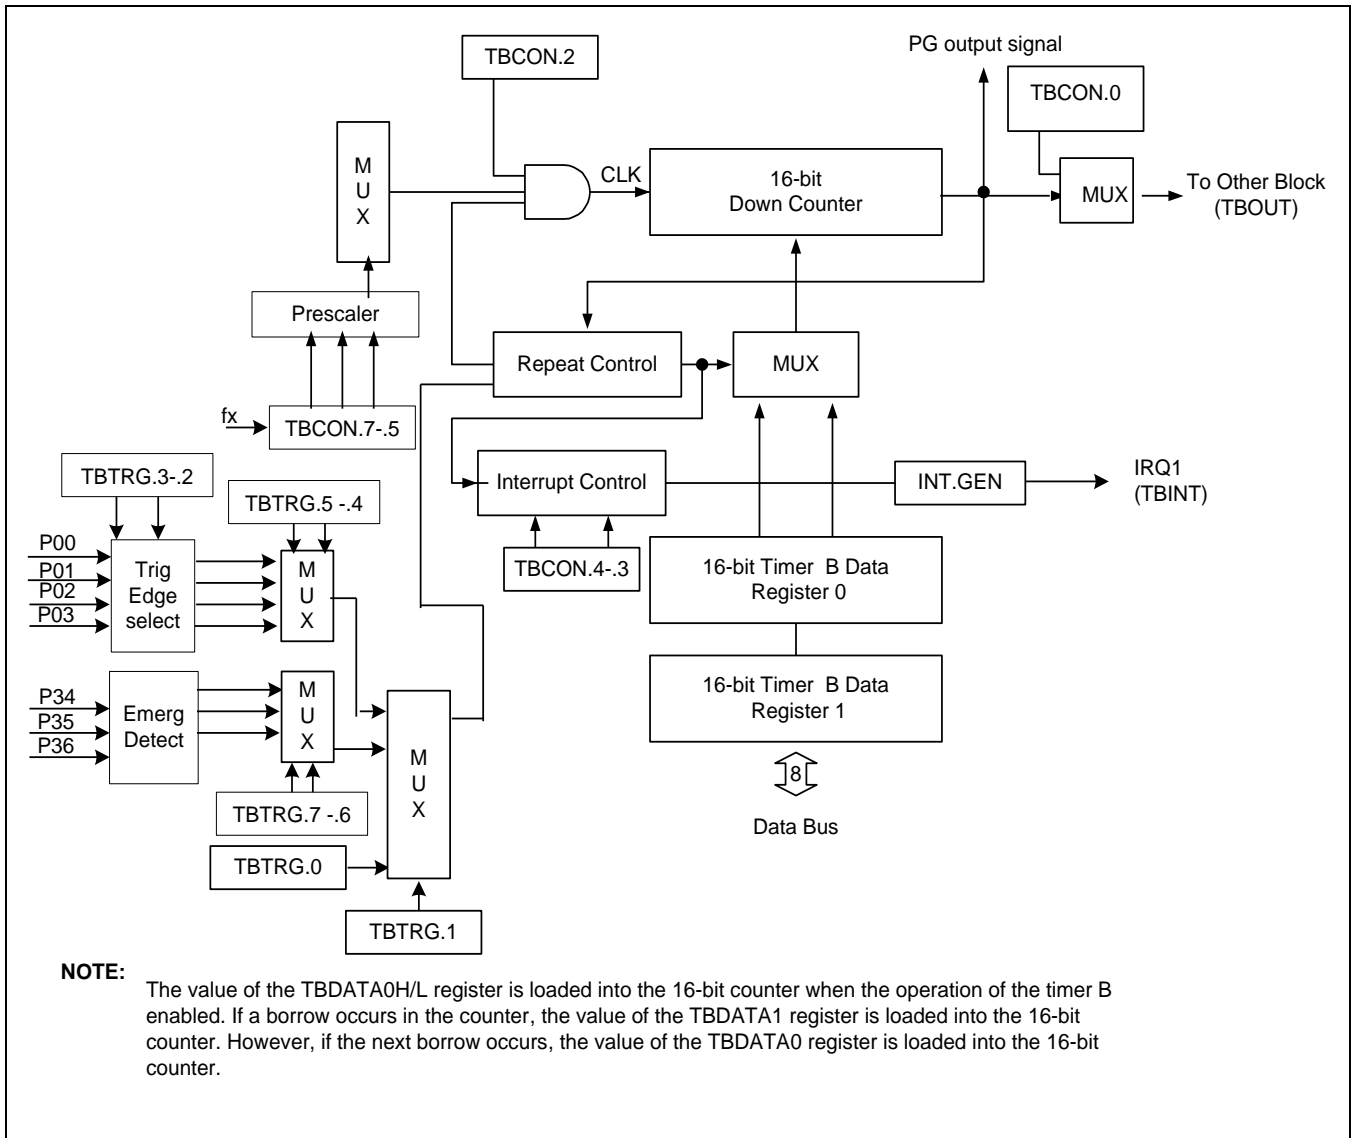 PG output signal
TBCON.2
TBCON.0
M
U
X
CLK
16-bit
Down Counter
MUX
To Other Block
(TBOUT)
Prescaler
Repeat Control
MUX
fx
TBCON.7-.5
TBTRG.3-.2
TBTRG.5 -.4
Interrupt Control
INT.GEN
IRQ1
(TBINT)
P00
P01
P02
P03
Trig
Edge
select
M
U
X
TBCON.4-.3
16-bit Timer B Data
Register 0
16-bit Timer B Data
Register 1
P34
P35
P36
Emerg
Detect
M
U
X
M
U
X
8
Data Bus
TBTRG.7 -.6
TBTRG.0
TBTRG.1
NOTE:
The value of the TBDATA0H/L register is loaded into the 16-bit counter when the operation of the timer B
enabled. If a borrow occurs in the counter, the value of the TBDATA1 register is loaded into the 16-bit
counter. However, if the next borrow occurs, the value of the TBDATA0 register is loaded into the 16-bit
counter.